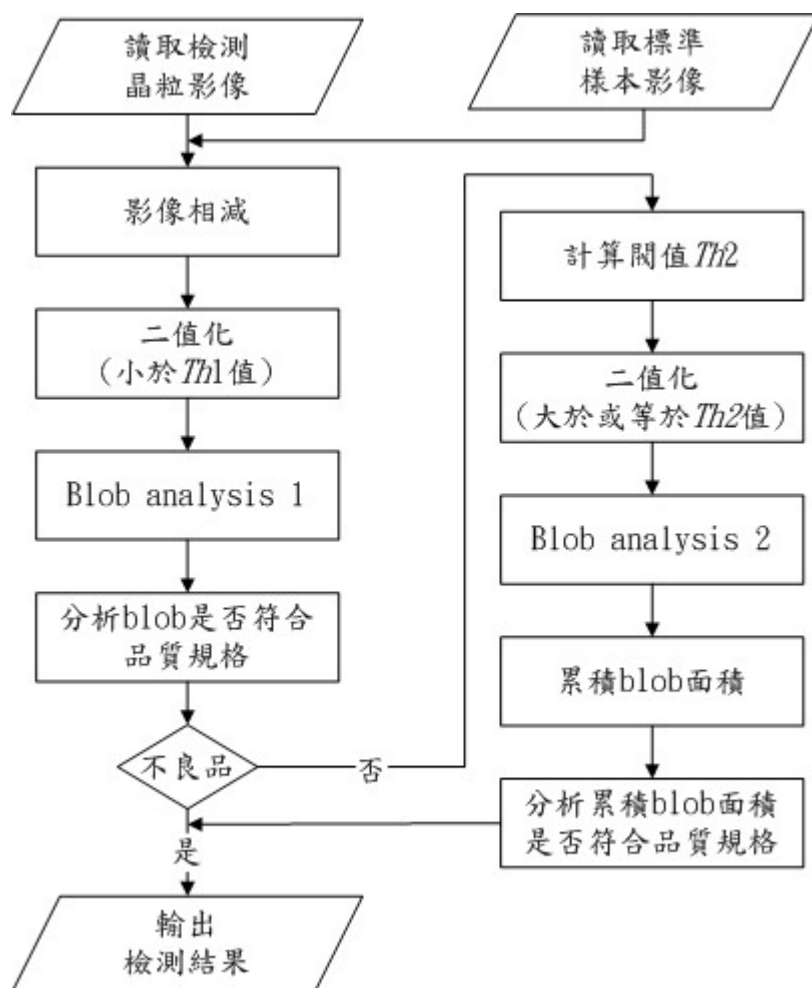 讀取檢測
晶粒影像
讀取標準
樣本影像
影像相減
二值化
(小於Th1值)
Blob analysis 1
分析blob是否符合
品質規格
不良品
否
是
輸出
檢測結果
計算閥值Th2
二值化
(大於或等於Th2值)
Blob analysis 2
累積blob面積
分析累積blob面積
是否符合品質規格